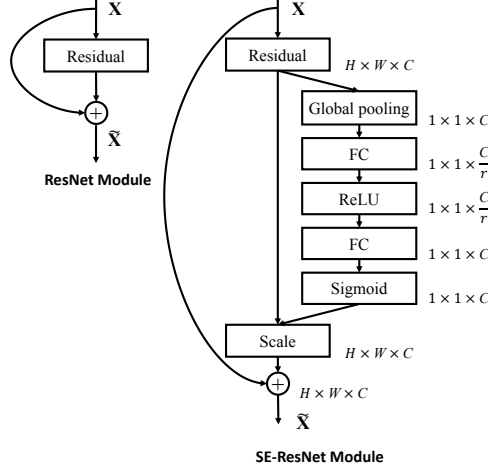 X
Residual
+
X̃
ResNet Module
X
Residual
H × W × C
Global pooling
1 × 1 × C
FC
1 × 1 × C/r
ReLU
1 × 1 × C/r
FC
1 × 1 × C
Sigmoid
1 × 1 × C
Scale
H × W × C
+
H × W × C
X̃
SE-ResNet Module